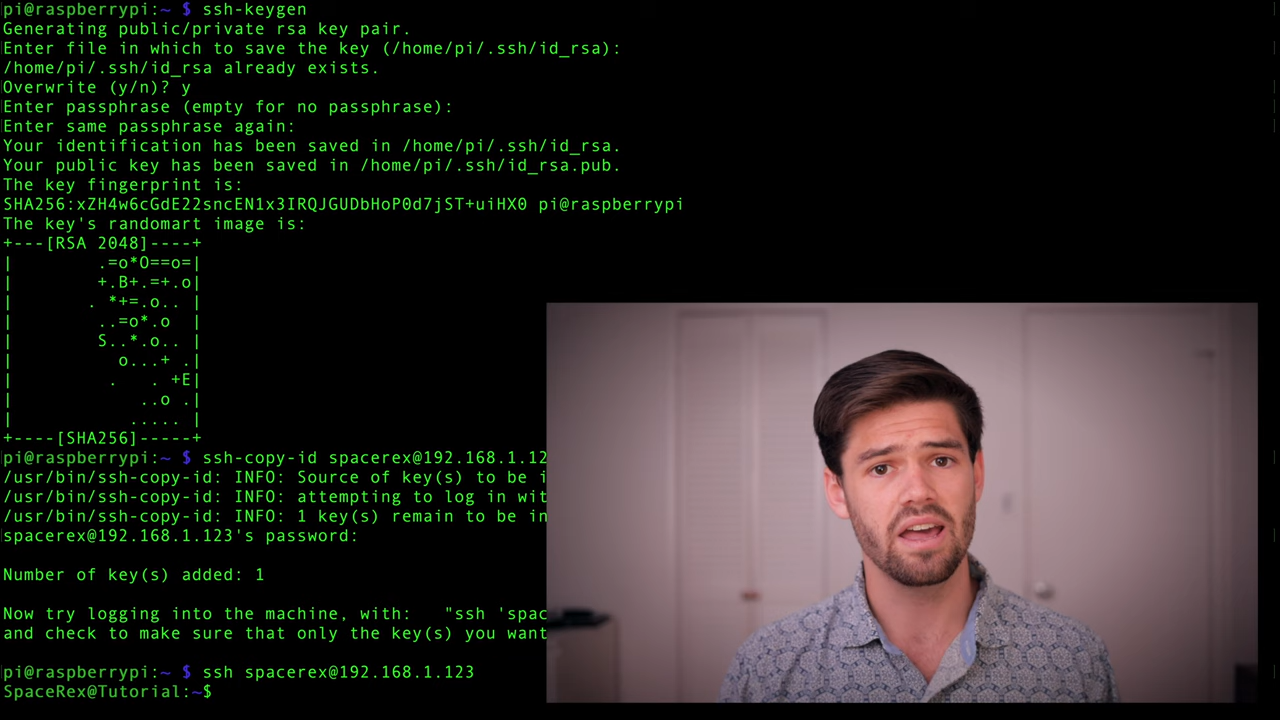 pi@raspberrypi:~ $ ssh-keygen
Generating public/private rsa key pair.
Enter file in which to save the key (/home/pi/.ssh/id_rsa):
/home/pi/.ssh/id_rsa already exists.
Overwrite (y/n)? y
Enter passphrase (empty for no passphrase):
Enter same passphrase again:
Your identification has been saved in /home/pi/.ssh/id_rsa.
Your public key has been saved in /home/pi/.ssh/id_rsa.pub.
The key fingerprint is:
SHA256:xZH4w6cGdE22sncEN1x3IRQJGUDbHoP0d7jST+uiHX0 pi@raspberrypi
The key's randomart image is:
+---[RSA 2048]----+
|        .=o*O==o=|
|        +.B+.=+.o|
|       . *+=.o.. |
|        ..=o*.o  |
|        S..*.o.. |
|          o...+ .|
|         .   . +E|
|            ..o .|
|           ..... |
+----[SHA256]-----+
pi@raspberrypi:~ $ ssh-copy-id spacerex@192.168.1.12
/usr/bin/ssh-copy-id: INFO: Source of key(s) to be i
/usr/bin/ssh-copy-id: INFO: attempting to log in wit
/usr/bin/ssh-copy-id: INFO: 1 key(s) remain to be in
spacerex@192.168.1.123's password:
Number of key(s) added: 1
Now try logging into the machine, with:   "ssh 'spac
and check to make sure that only the key(s) you want
pi@raspberrypi:~ $ ssh spacerex@192.168.1.123
SpaceRex@Tutorial:~$